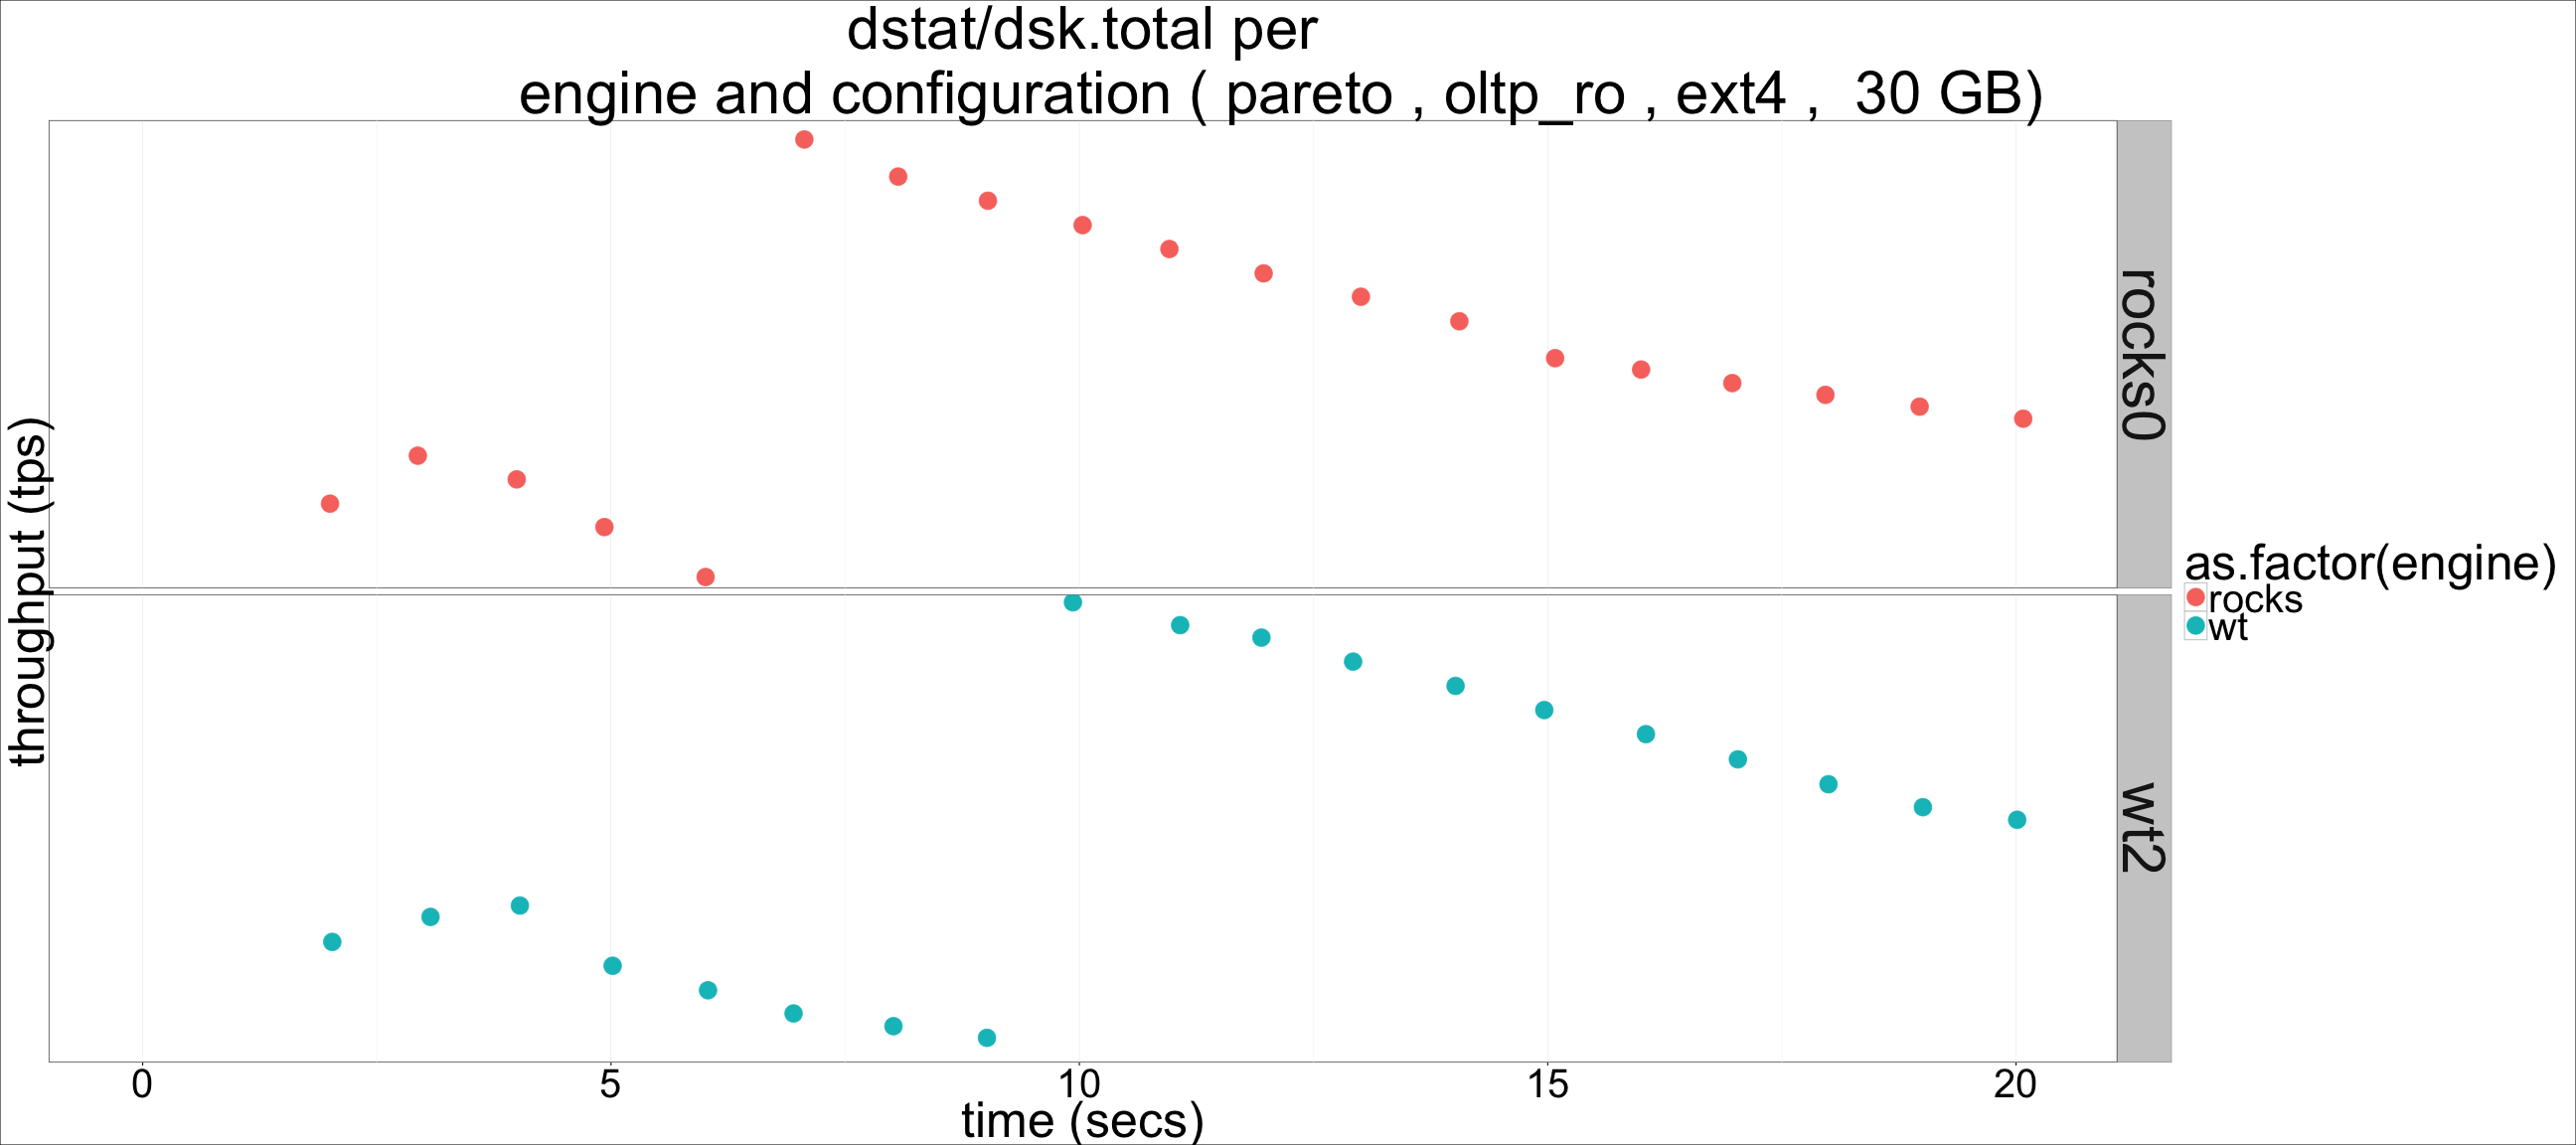 dstat/dsk.total per
engine and configuration ( pareto , oltp_ro , ext4 ,  30 GB)
throughput (tps)
rocks0
wt2
as.factor(engine)
rocks
wt
0 5 10 15 20
time (secs)